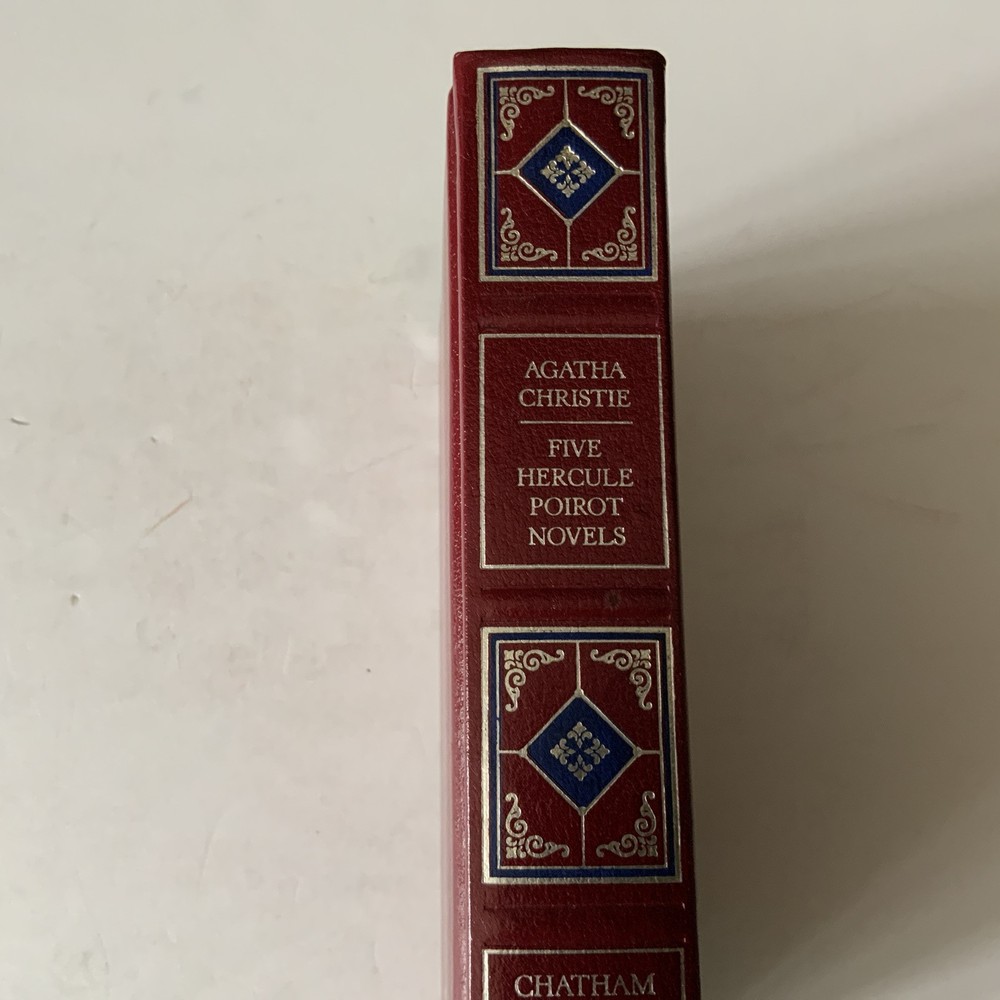 AGATHA
CHRISTIE
FIVE
HERCULE
POIROT
NOVELS
CHATHAM